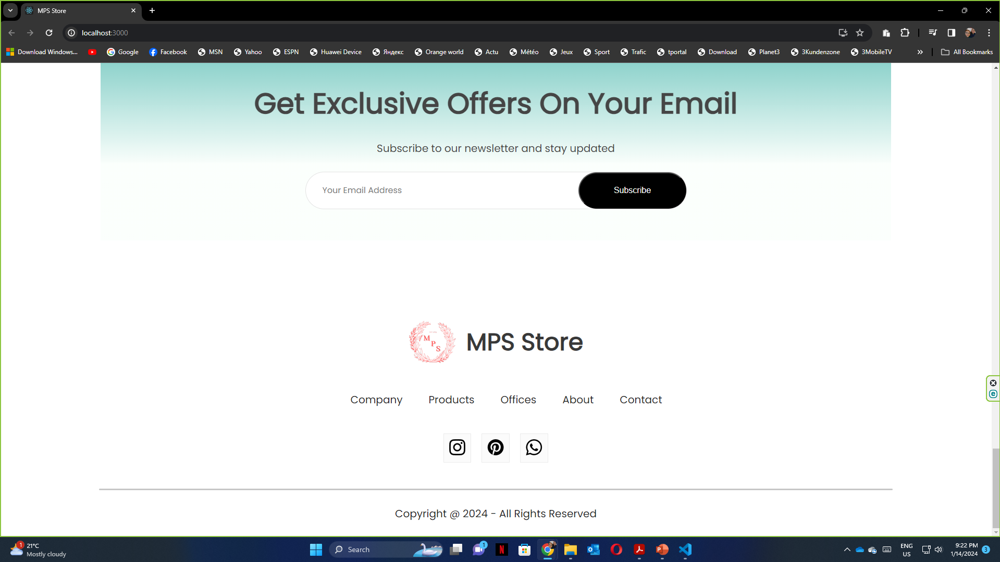 MPS Store
localhost:3000
Download Windows... Google Facebook MSN Yahoo ESPN Huawei Device Яндекс Orange world Actu Météo Jeux Sport Trafic tportal Download Planet3 3Kundenzone 3MobileTV » All Bookmarks
Get Exclusive Offers On Your Email
Subscribe to our newsletter and stay updated
Your Email Address Subscribe
M P S
MPS Store
Company Products Offices About Contact
Copyright @ 2024 - All Rights Reserved
1 21°C
Mostly cloudy
Search
1
ENG
US
9:22 PM
1/14/2024
3